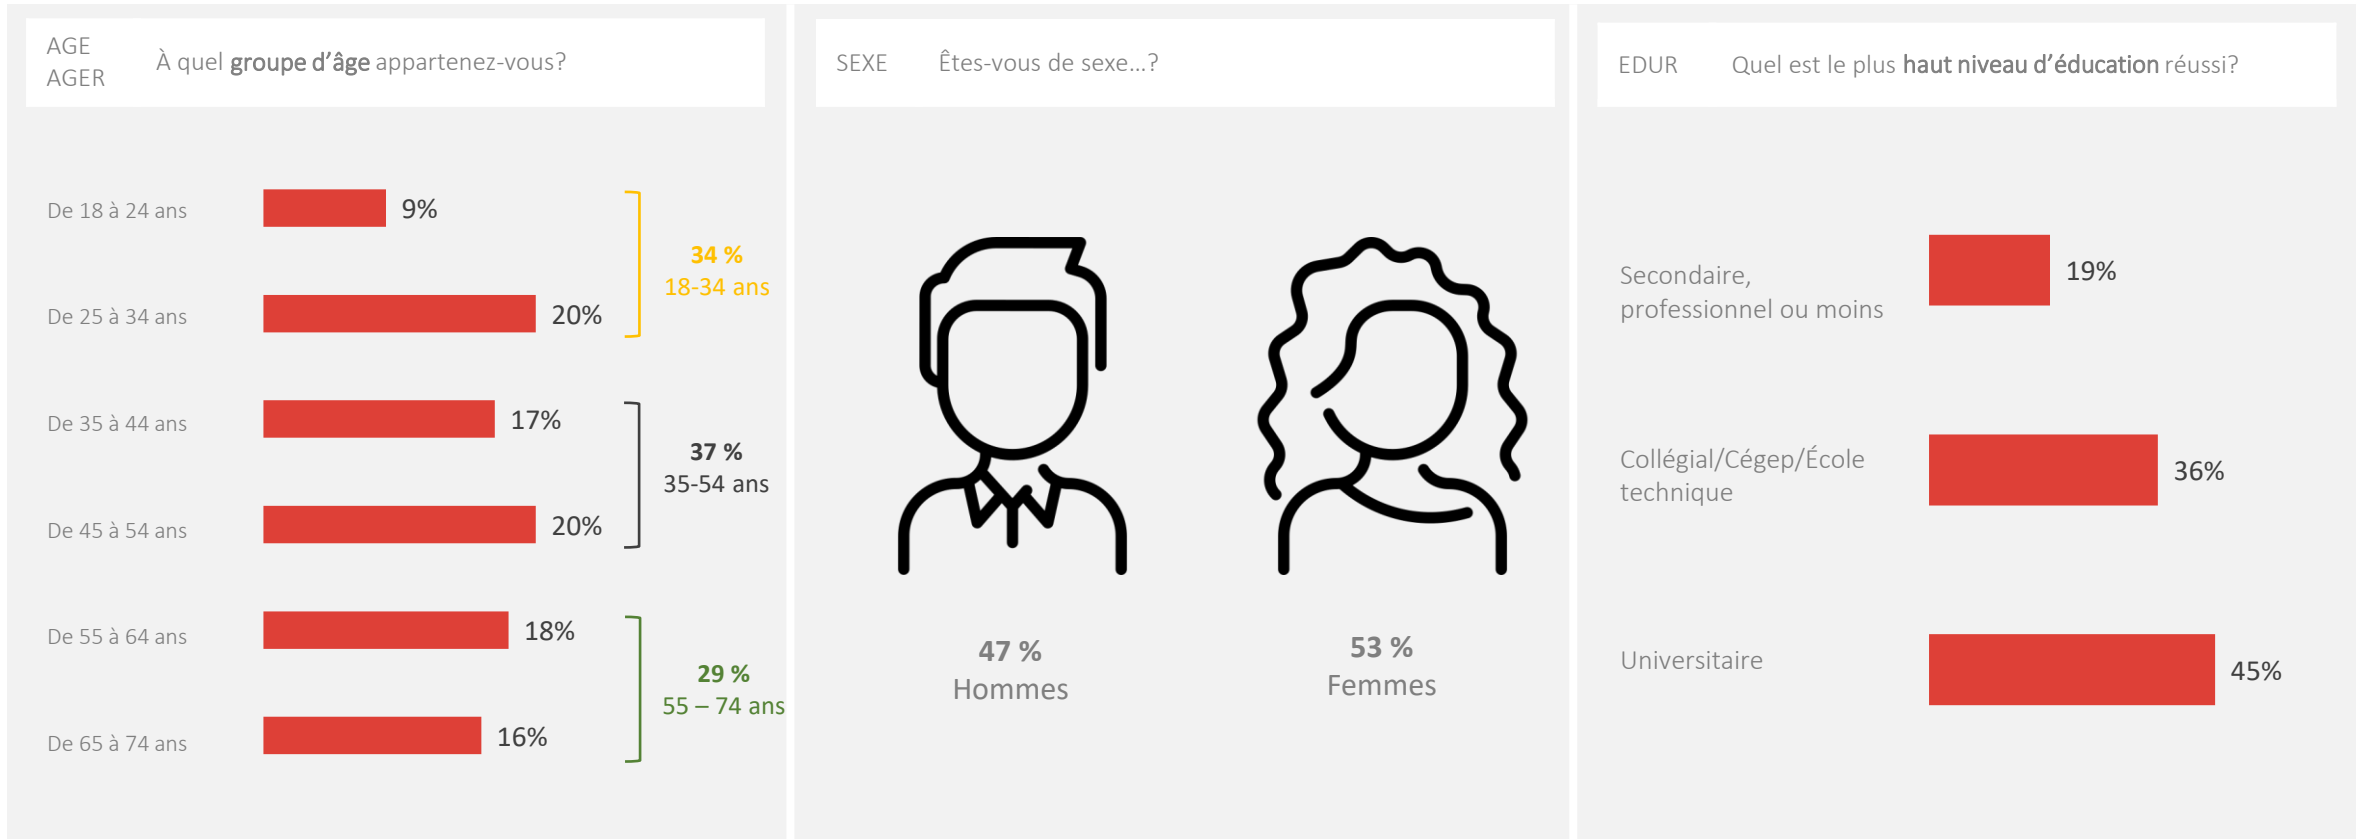 AGE
AGER
À quel groupe d’âge appartenez-vous?
De 18 à 24 ans
9%
De 25 à 34 ans
20%
34 %
18-34 ans
De 35 à 44 ans
17%
De 45 à 54 ans
20%
37 %
35-54 ans
De 55 à 64 ans
18%
De 65 à 74 ans
16%
29 %
55 – 74 ans
SEXE
Êtes-vous de sexe...?
47 %
Hommes
53 %
Femmes
EDUR
Quel est le plus haut niveau d’éducation réussi?
Secondaire,
professionnel ou moins
19%
Collégial/Cégep/École
technique
36%
Universitaire
45%